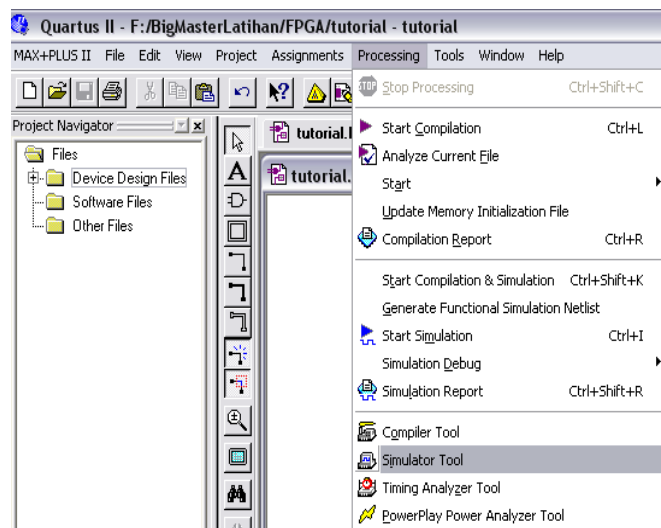 Quartus II - F:/BigMasterLatihan/FPGA/tutorial - tutorial
MAX+PLUS II File Edit View Project Assignments Processing Tools Window Help
Project Navigator
Files
Device Design Files
Software Files
Other Files
A
tutorial.
tutorial.
STOP Stop Processing Ctrl+Shift+C
Start Compilation Ctrl+L
Analyze Current File
Start
Update Memory Initialization File
Compilation Report Ctrl+R
Start Compilation & Simulation Ctrl+Shift+K
Generate Functional Simulation Netlist
Start Simulation Ctrl+I
Simulation Debug
Simulation Report Ctrl+Shift+R
Compiler Tool
Simulator Tool
Timing Analyzer Tool
PowerPlay Power Analyzer Tool